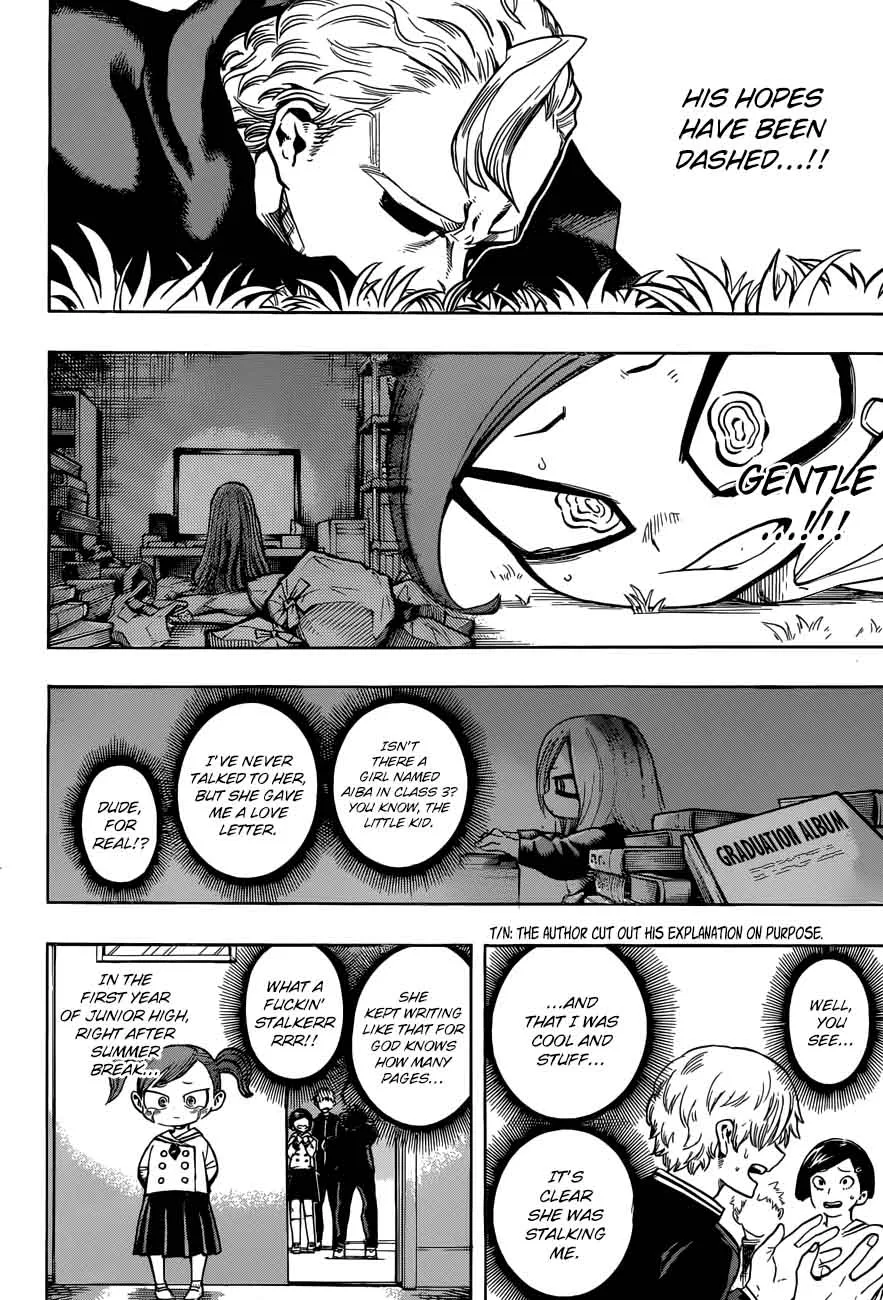 HIS HOPES
HAVE BEEN
DASHED...!!
GENTLE
...!!!
ISN'T
THERE A
GIRL NAMED
AIBA IN CLASS 3?
YOU KNOW, THE
LITTLE KID.
I'VE NEVER
TALKED TO HER,
BUT SHE GAVE
ME A LOVE
LETTER.
DUDE,
FOR
REAL!?
GRADUATION ALBUM
T/N: THE AUTHOR CUT OUT HIS EXPLANATION ON PURPOSE.
WELL,
YOU
SEE...
...AND
THAT I WAS
COOL AND
STUFF...
IT'S
CLEAR
SHE WAS
STALKING
ME.
SHE
KEPT WRITING
LIKE THAT FOR
GOD KNOWS
HOW MANY
PAGES...
WHAT A
FUCKIN'
STALKERR
RRR!!
IN THE
FIRST YEAR
OF JUNIOR HIGH,
RIGHT AFTER
SUMMER
BREAK...